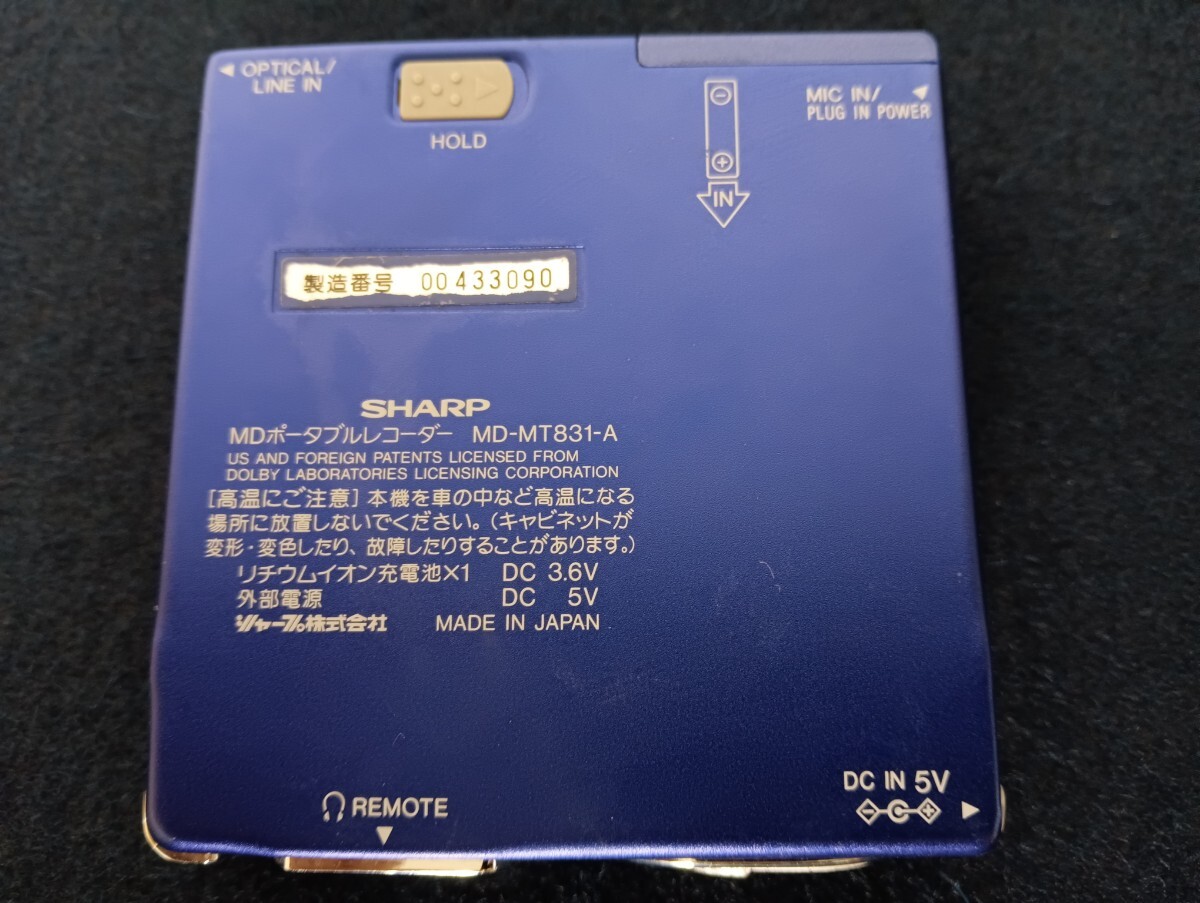 OPTICAL/
LINE IN
HOLD
MIC IN/
PLUG IN POWER
IN
製造番号 00433090
SHARP
MDポータブルレコーダー MD-MT831-A
US AND FOREIGN PATENTS LICENSED FROM
DOLBY LABORATORIES LICENSING CORPORATION
[高温にご注意] 本機を車の中など高温になる
場所に放置しないでください。(キャビネットが
変形・変色したり、故障したりすることがあります。)
リチウムイオン充電池×1 DC 3.6V
外部電源 DC 5V
シャープ株式会社 MADE IN JAPAN
REMOTE
DC IN 5V